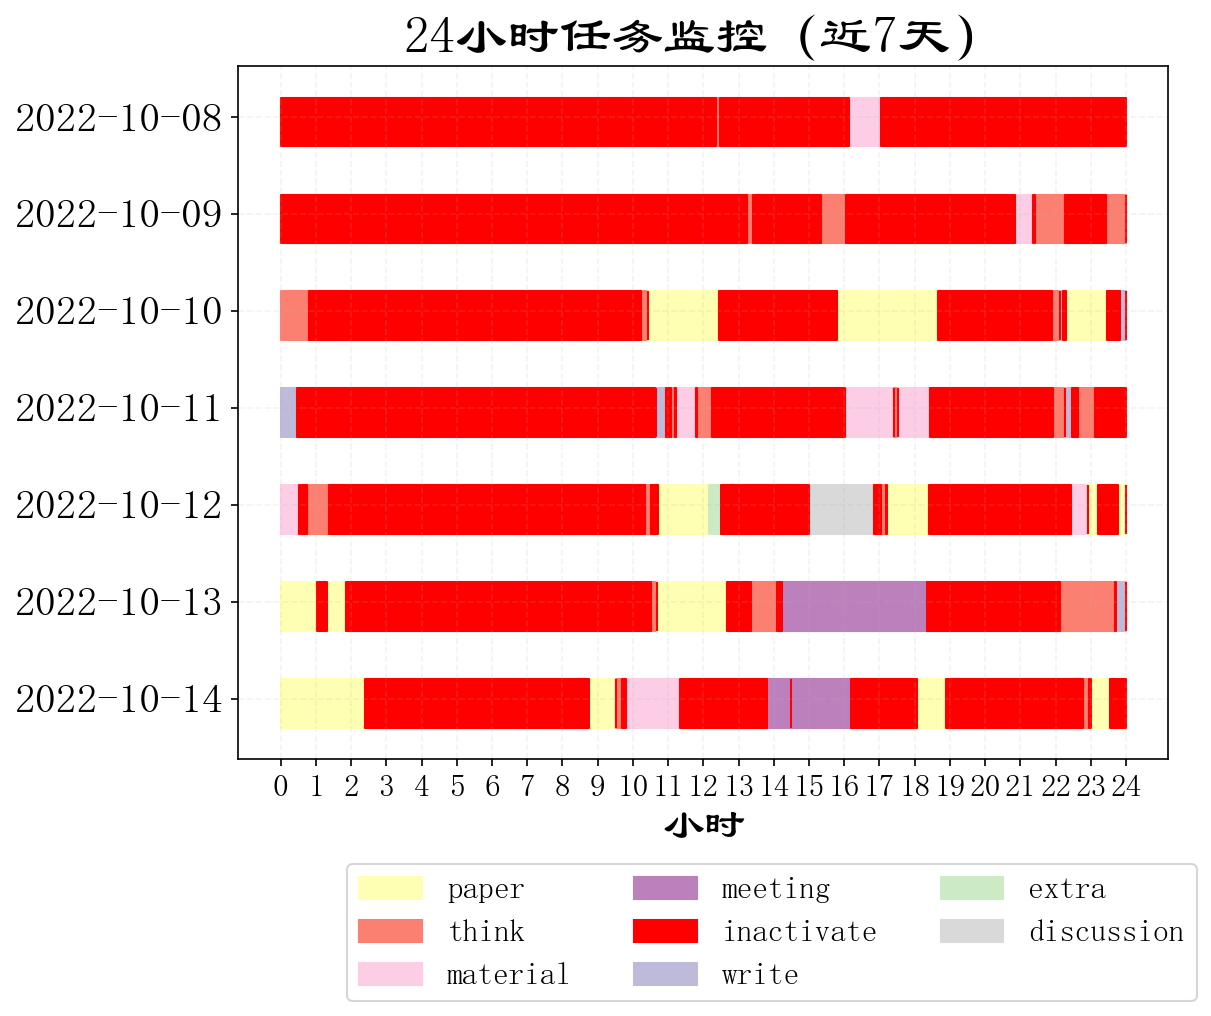 24小时任务监控 (近7天)
2022-10-08
2022-10-09
2022-10-10
2022-10-11
2022-10-12
2022-10-13
2022-10-14
0 1 2 3 4 5 6 7 8 9 10 11 12 13 14 15 16 17 18 19 20 21 22 23 24
小时
paper meeting extra
think inactivate discussion
material write